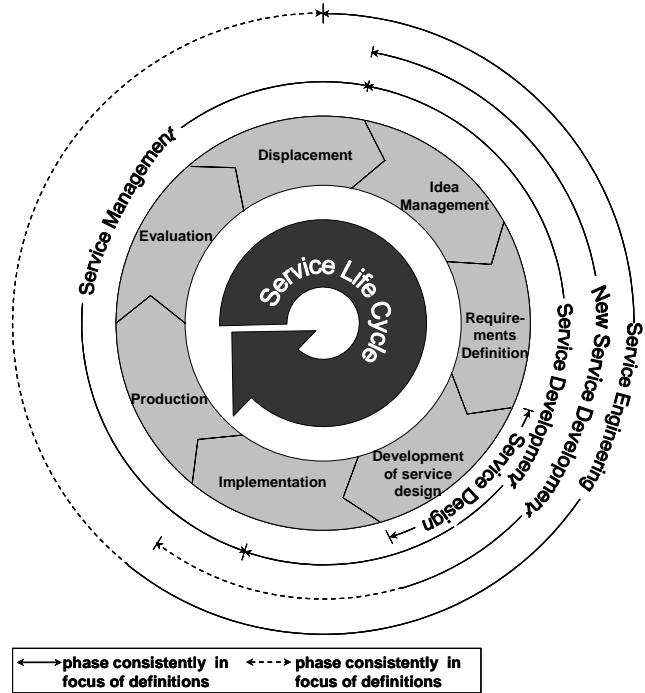 Displacement
Idea
Management
Require-
ments
Definition
Development
of service
design
Implementation
Production
Evaluation
Service Life Cycle
Service Management
Service Design
Service Development
New Service Development
Service Engineering
phase consistently in
focus of definitions
phase consistently in
focus of definitions